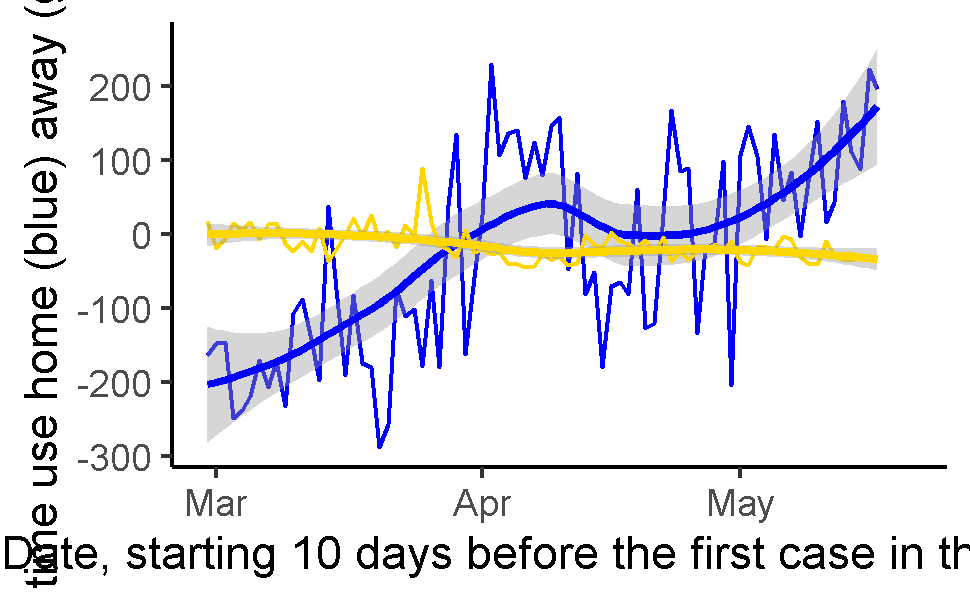 time use home (blue) away (
200
100
0
-100
-200
-300
Mar Apr May
Date, starting 10 days before the first case in th